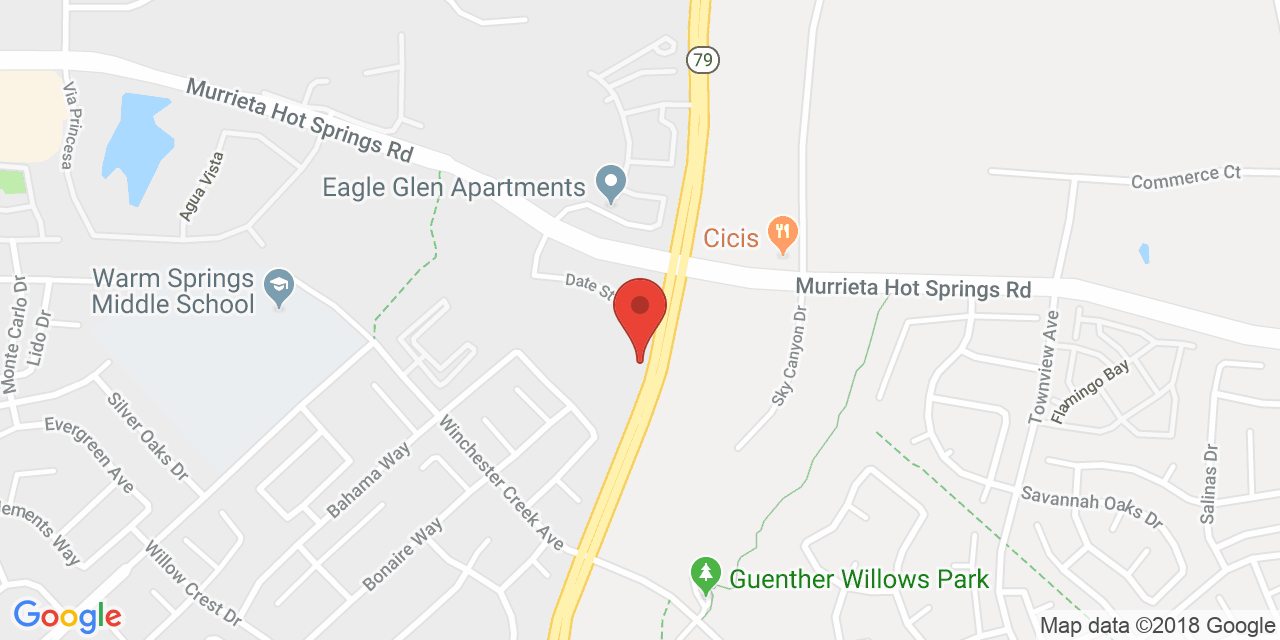 79
Murrieta Hot Springs Rd
Via Princesa
Agua Vista
Eagle Glen Apartments
Commerce Ct
Cicis
Warm Springs
Middle School
Date St
Murrieta Hot Springs Rd
Monte Carlo Dr
Lido Dr
Sky Canyon Dr
Townview Ave
Flamingo Bay
Silver Oaks Dr
Evergreen Ave
Winchester Creek Ave
Bahama Way
Salinas Dr
Savannah Oaks Dr
lements Way
Willow Crest Dr
Bonaire Way
Guenther Willows Park
Google
Map data ©2018 Google